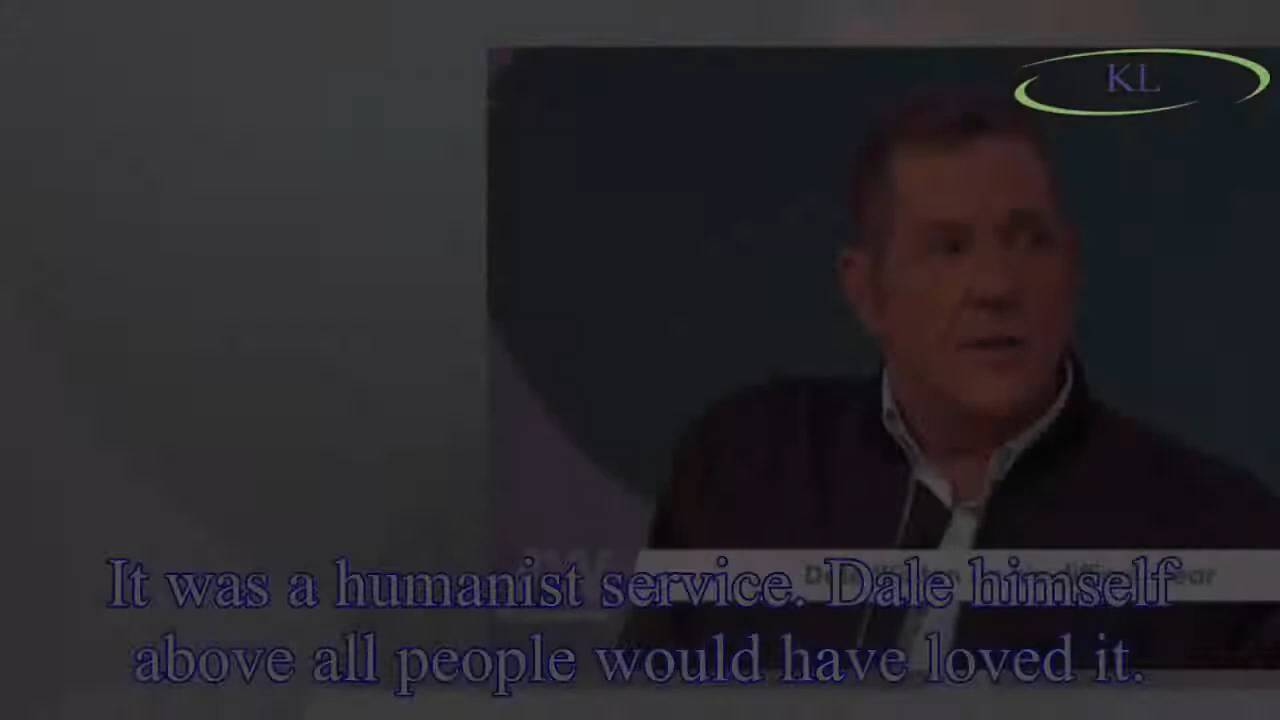 KL
It was a humanist service. Dale himself
above all people would have loved it.